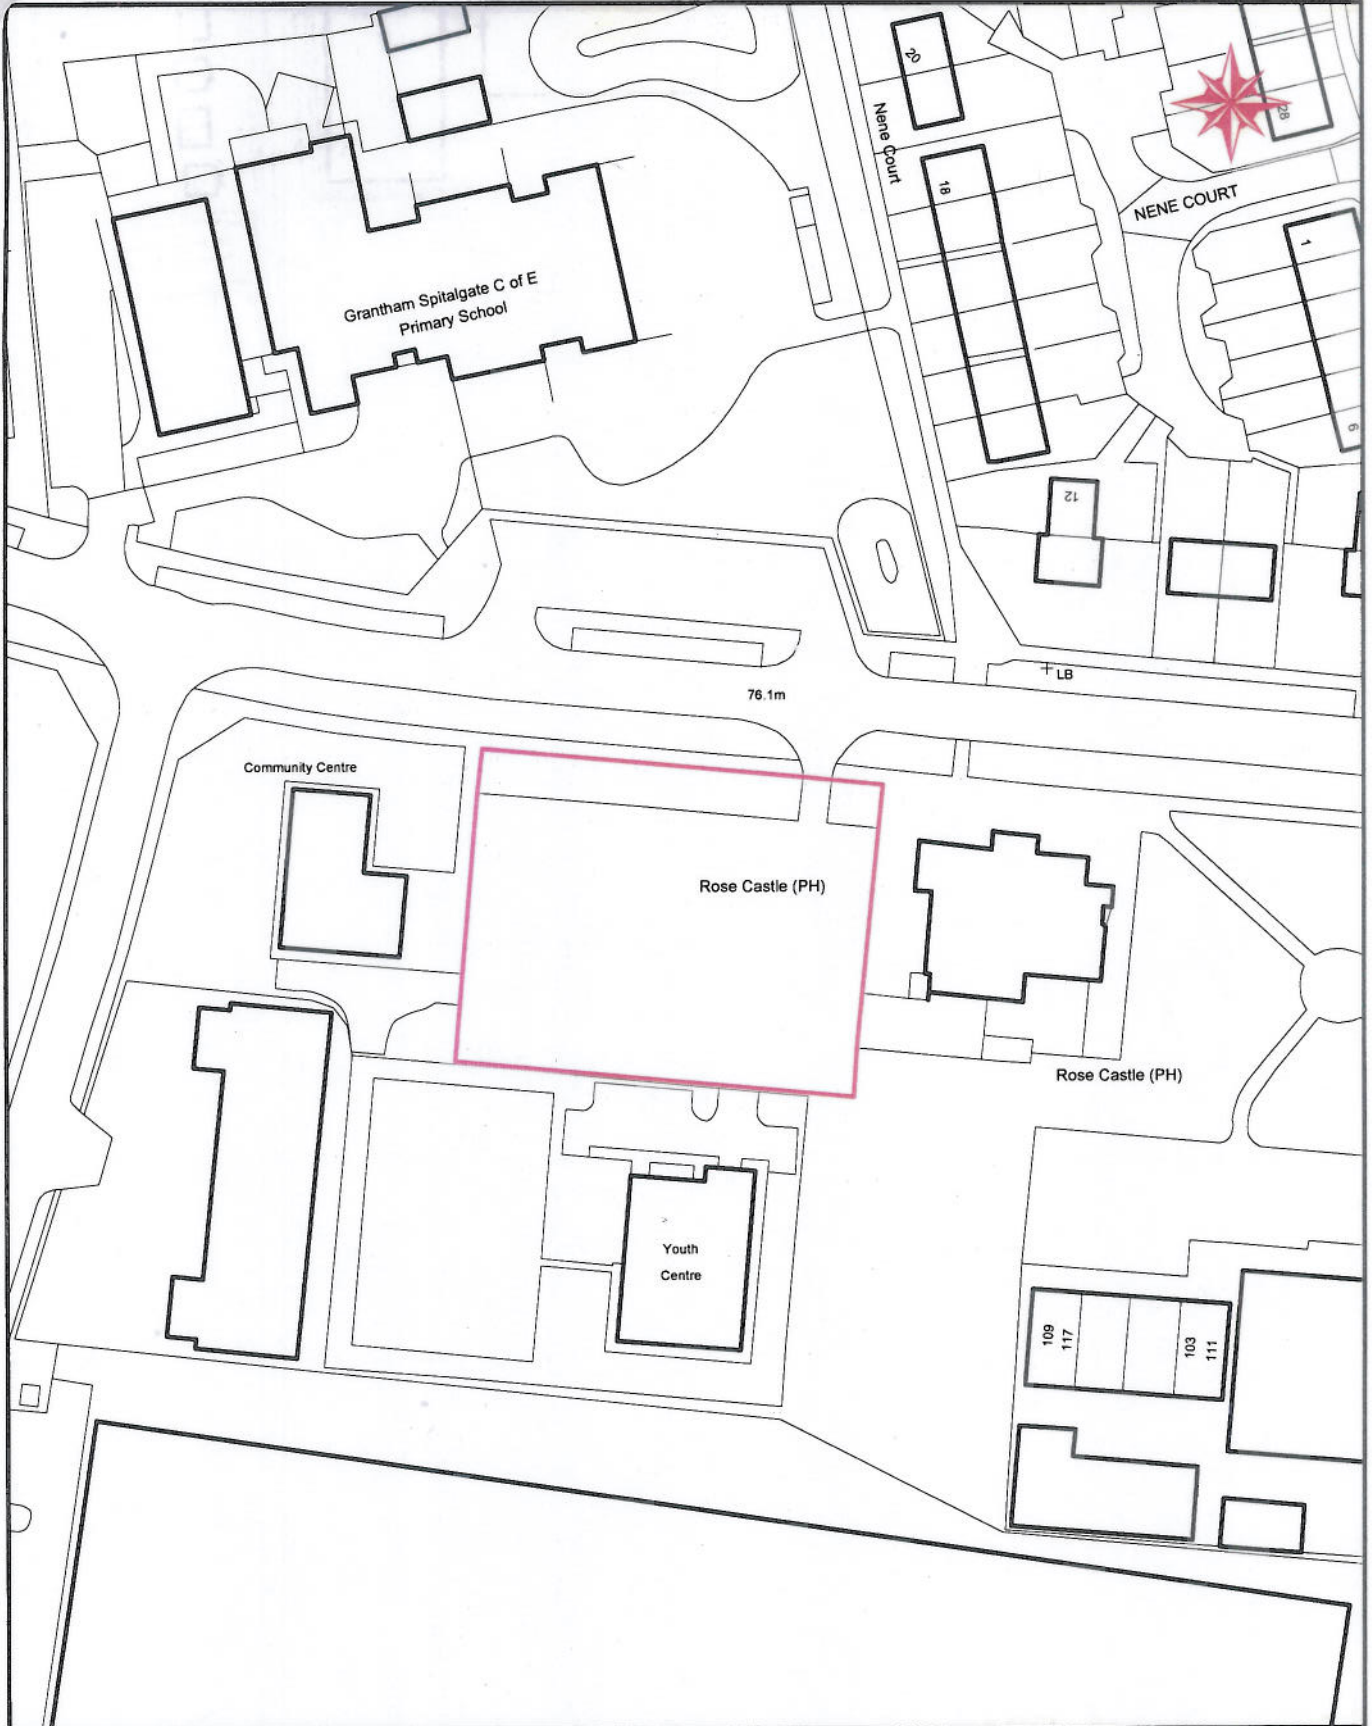 20
Nene Court
28
18
NENE COURT
1
Grantham Spitalgate C of E
Primary School
6
12
LB
76.1m
Community Centre
Rose Castle (PH)
Rose Castle (PH)
Youth
Centre
109
117
103
111